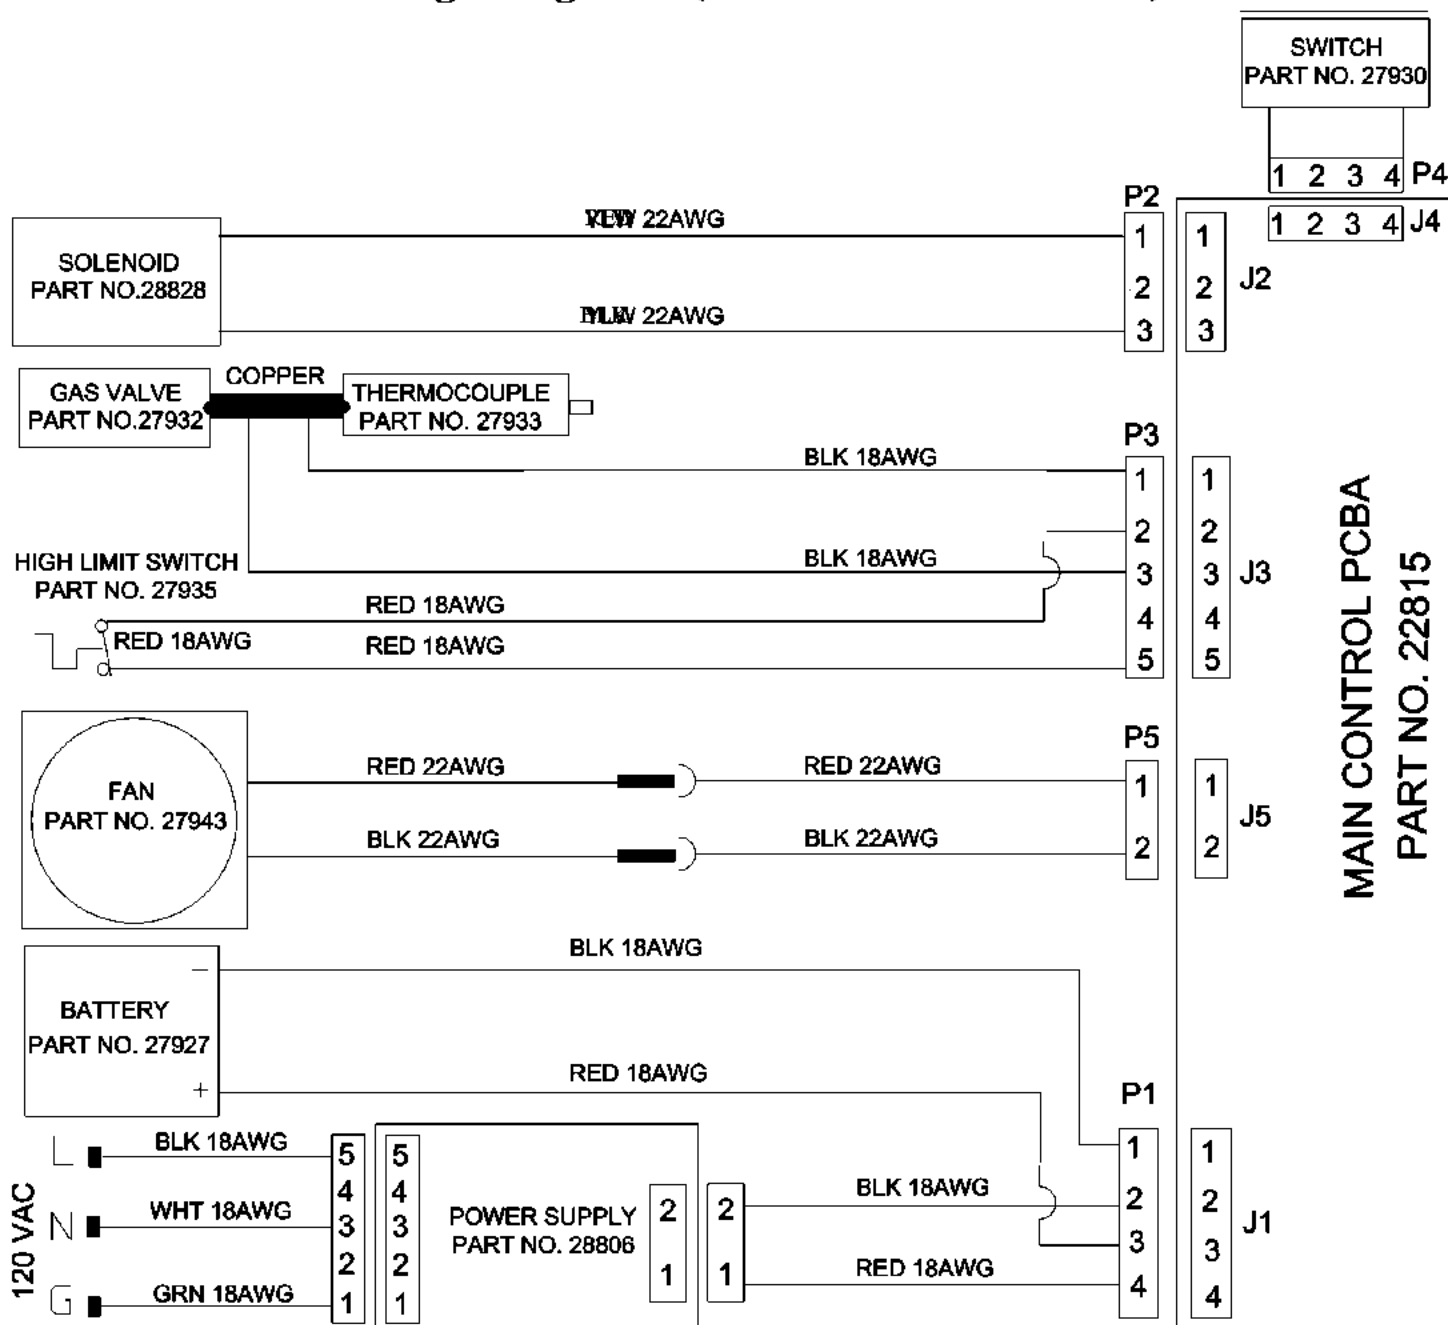 SWITCH
PART NO. 27930
1 2 3 4 P4
1 2 3 4 J4
P2
22AWG
SOLENOID
PART NO.28828
22AWG
1
2
3
1
2
3
J2
GAS VALVE
PART NO.27932
COPPER
THERMOCOUPLE
PART NO. 27933
P3
BLK 18AWG
BLK 18AWG
HIGH LIMIT SWITCH
PART NO. 27935
RED 18AWG
RED 18AWG
RED 18AWG
1
2
3
4
5
1
2
3
4
5
J3
MAIN CONTROL PCBA
PART NO. 22815
FAN
PART NO. 27943
RED 22AWG
RED 22AWG
BLK 22AWG
BLK 22AWG
P5
1
2
1
2
J5
BATTERY
PART NO. 27927
−
+
BLK 18AWG
RED 18AWG
P1
120 VAC
L
N
G
BLK 18AWG
WHT 18AWG
GRN 18AWG
5
4
3
2
1
5
4
3
2
1
POWER SUPPLY
PART NO. 28806
2
1
2
1
BLK 18AWG
RED 18AWG
1
2
3
4
1
2
3
4
J1